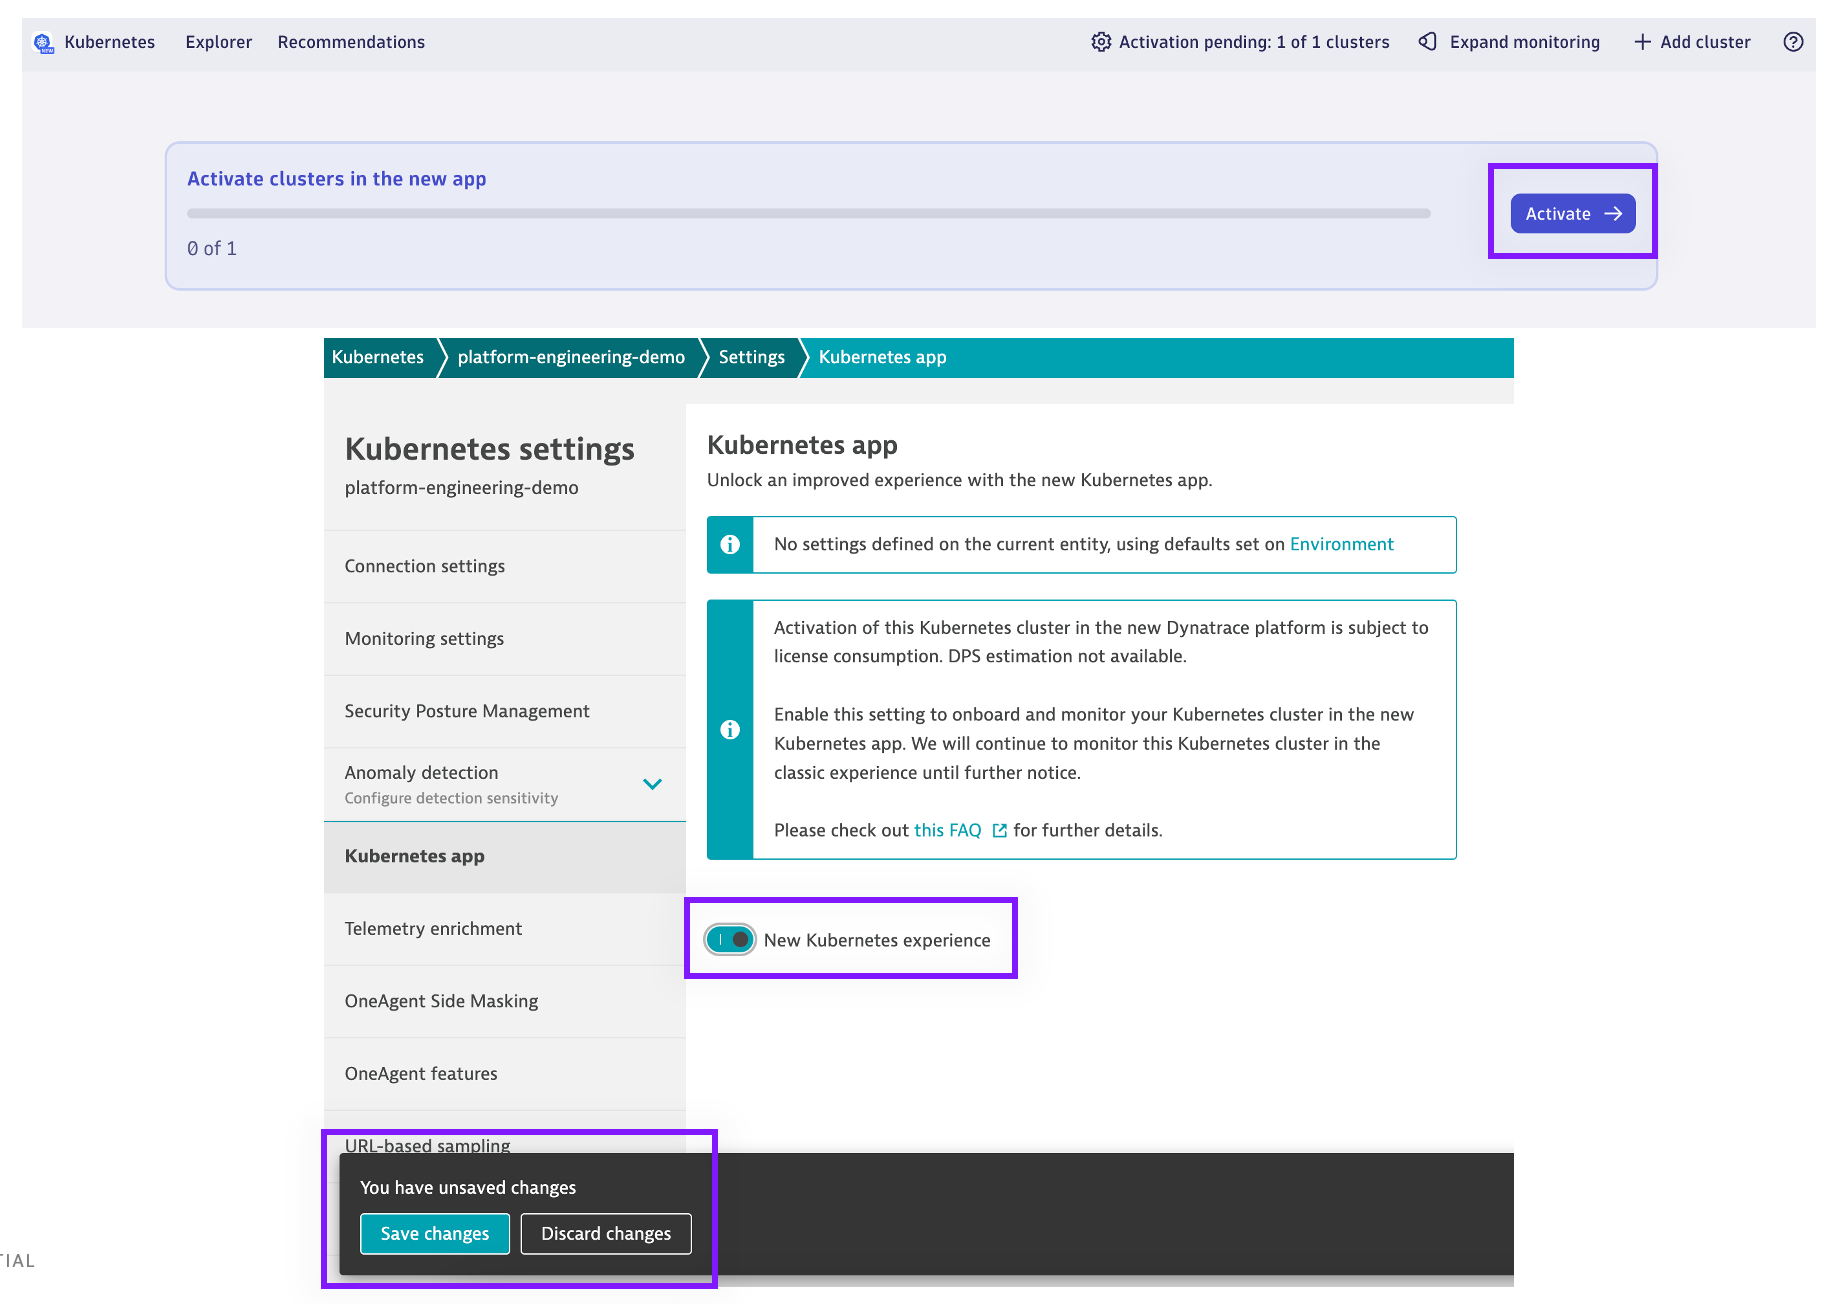 Kubernetes
Explorer
Recommendations
Activation pending: 1 of 1 clusters
Expand monitoring
Add cluster
Activate clusters in the new app
0 of 1
Activate
Kubernetes
platform-engineering-demo
Settings
Kubernetes app
Kubernetes settings
platform-engineering-demo
Connection settings
Monitoring settings
Security Posture Management
Anomaly detection
Configure detection sensitivity
Kubernetes app
Telemetry enrichment
OneAgent Side Masking
OneAgent features
URL-based sampling
Kubernetes app
Unlock an improved experience with the new Kubernetes app.
No settings defined on the current entity, using defaults set on Environment
Activation of this Kubernetes cluster in the new Dynatrace platform is subject to
license consumption. DPS estimation not available.
Enable this setting to onboard and monitor your Kubernetes cluster in the new
Kubernetes app. We will continue to monitor this Kubernetes cluster in the
classic experience until further notice.
Please check out this FAQ for further details.
New Kubernetes experience
You have unsaved changes
Save changes
Discard changes